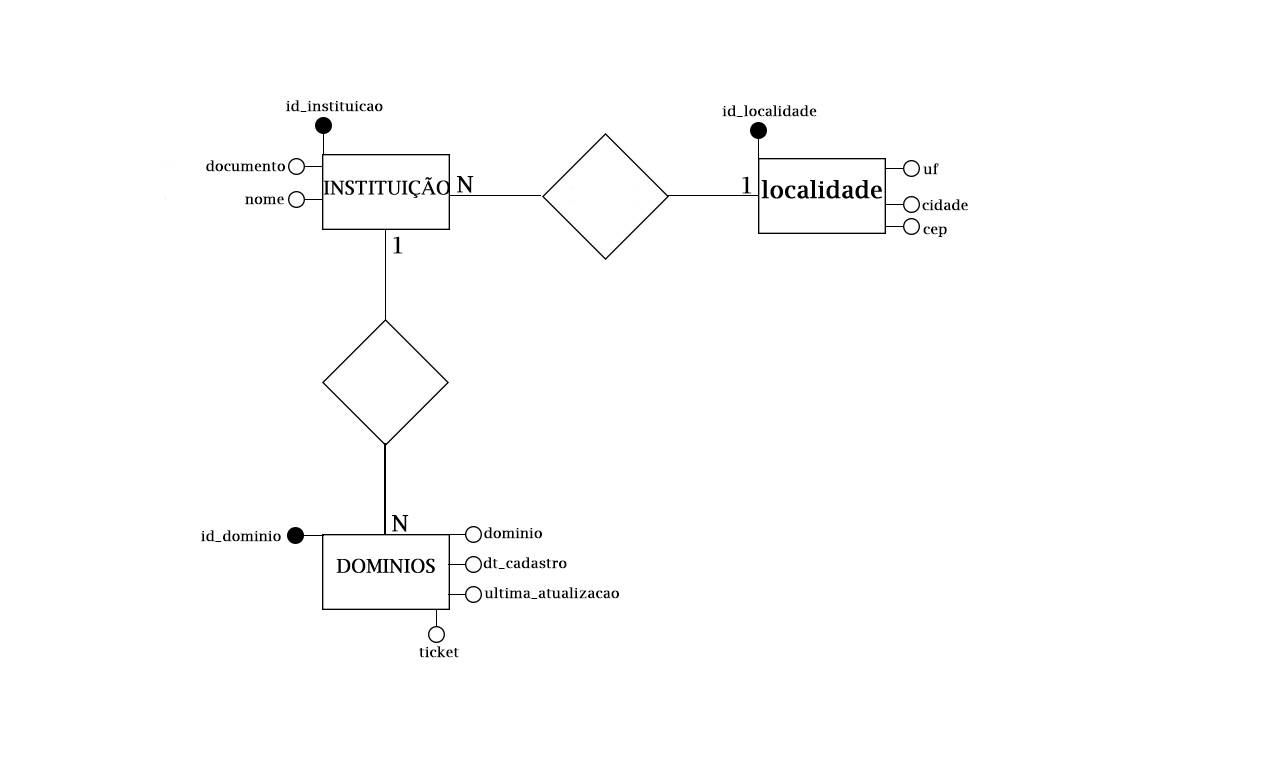 id_instituicao
id_localidade
documento
nome
INSTITUIÇÃO
N
1
localidade
uf
cidade
cep
1
N
id_dominio
DOMINIOS
dominio
dt_cadastro
ultima_atualizacao
ticket